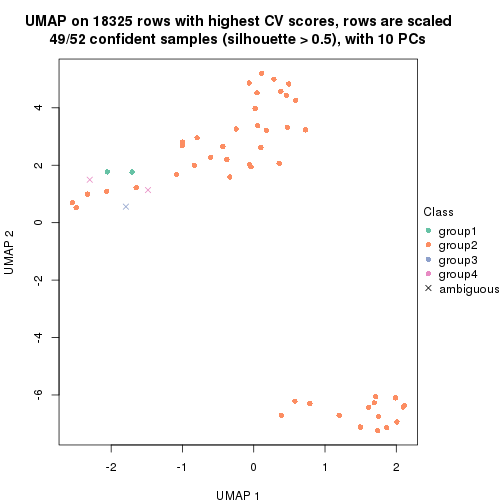 UMAP on 18325 rows with highest CV scores, rows are scaled
49/52 confident samples (silhouette > 0.5), with 10 PCs
4
2
0
-2
-4
-6
UMAP 2
-2
-1
0
1
2
UMAP 1
Class
group1
group2
group3
group4
ambiguous